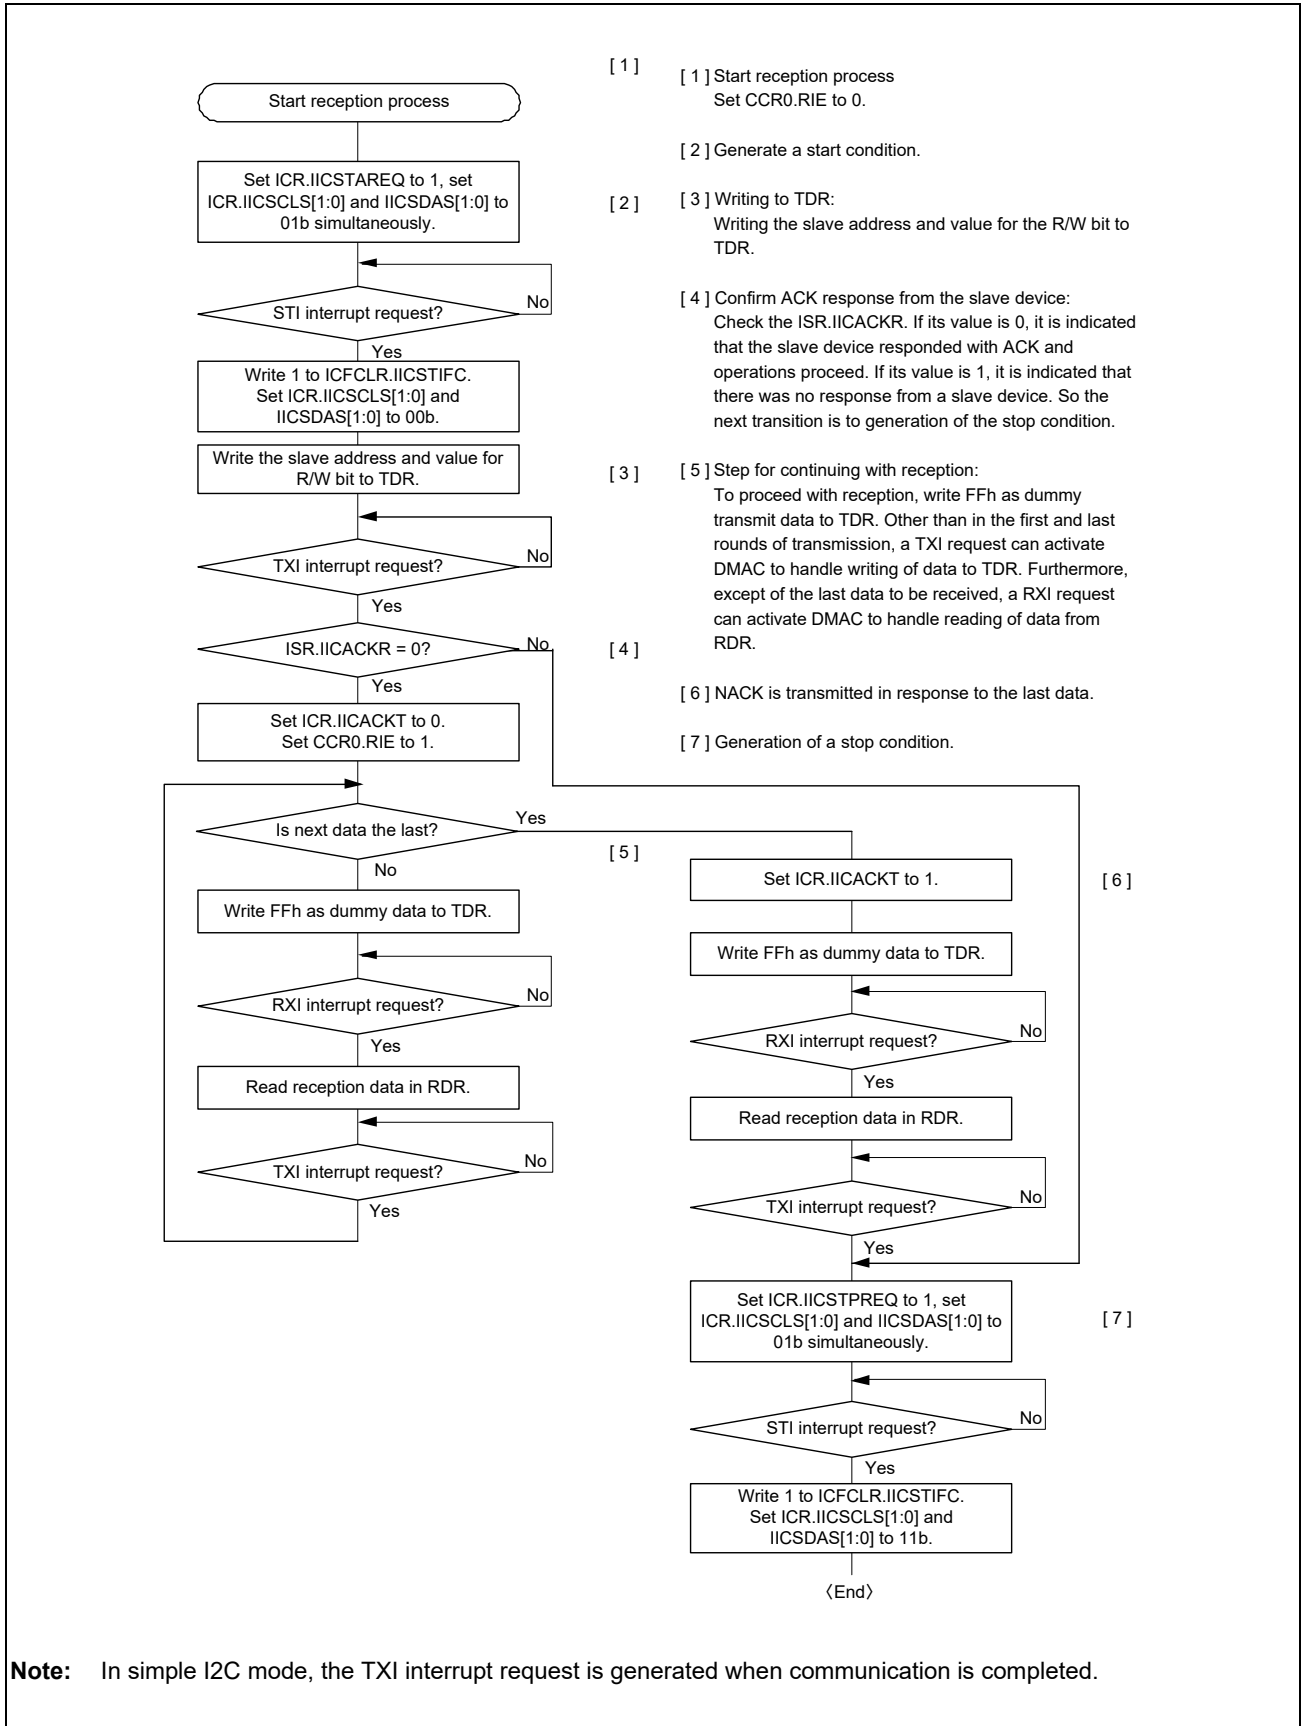 [ 1 ]
Start reception process
Set ICR.IICSTAREQ to 1, set
ICR.IICSCLS[1:0] and IICSDAS[1:0] to
01b simultaneously.
[ 2 ]
STI interrupt request?
No
Yes
Write 1 to ICFCLR.IICSTIFC.
Set ICR.IICSCLS[1:0] and
IICSDAS[1:0] to 00b.
Write the slave address and value for
R/W bit to TDR.
[ 3 ]
TXI interrupt request?
No
Yes
ISR.IICACKR = 0?
No
[ 4 ]
Yes
Set ICR.IICACKT to 0.
Set CCR0.RIE to 1.
Is next data the last?
Yes
No
[ 5 ]
Write FFh as dummy data to TDR.
RXI interrupt request?
No
Yes
Read reception data in RDR.
TXI interrupt request?
No
Yes
[ 1 ] Start reception process
Set CCR0.RIE to 0.
[ 2 ] Generate a start condition.
[ 3 ] Writing to TDR:
Writing the slave address and value for the R/W bit to
TDR.
[ 4 ] Confirm ACK response from the slave device:
Check the ISR.IICACKR. If its value is 0, it is indicated
that the slave device responded with ACK and
operations proceed. If its value is 1, it is indicated that
there was no response from a slave device. So the
next transition is to generation of the stop condition.
[ 5 ] Step for continuing with reception:
To proceed with reception, write FFh as dummy
transmit data to TDR. Other than in the first and last
rounds of transmission, a TXI request can activate
DMAC to handle writing of data to TDR. Furthermore,
except of the last data to be received, a RXI request
can activate DMAC to handle reading of data from
RDR.
[ 6 ] NACK is transmitted in response to the last data.
[ 7 ] Generation of a stop condition.
Set ICR.IICACKT to 1.
[ 6 ]
Write FFh as dummy data to TDR.
RXI interrupt request?
No
Yes
Read reception data in RDR.
TXI interrupt request?
No
Yes
Set ICR.IICSTPREQ to 1, set
ICR.IICSCLS[1:0] and IICSDAS[1:0] to
01b simultaneously.
[ 7 ]
STI interrupt request?
No
Yes
Write 1 to ICFCLR.IICSTIFC.
Set ICR.IICSCLS[1:0] and
IICSDAS[1:0] to 11b.
〈End〉
Note: In simple I2C mode, the TXI interrupt request is generated when communication is completed.